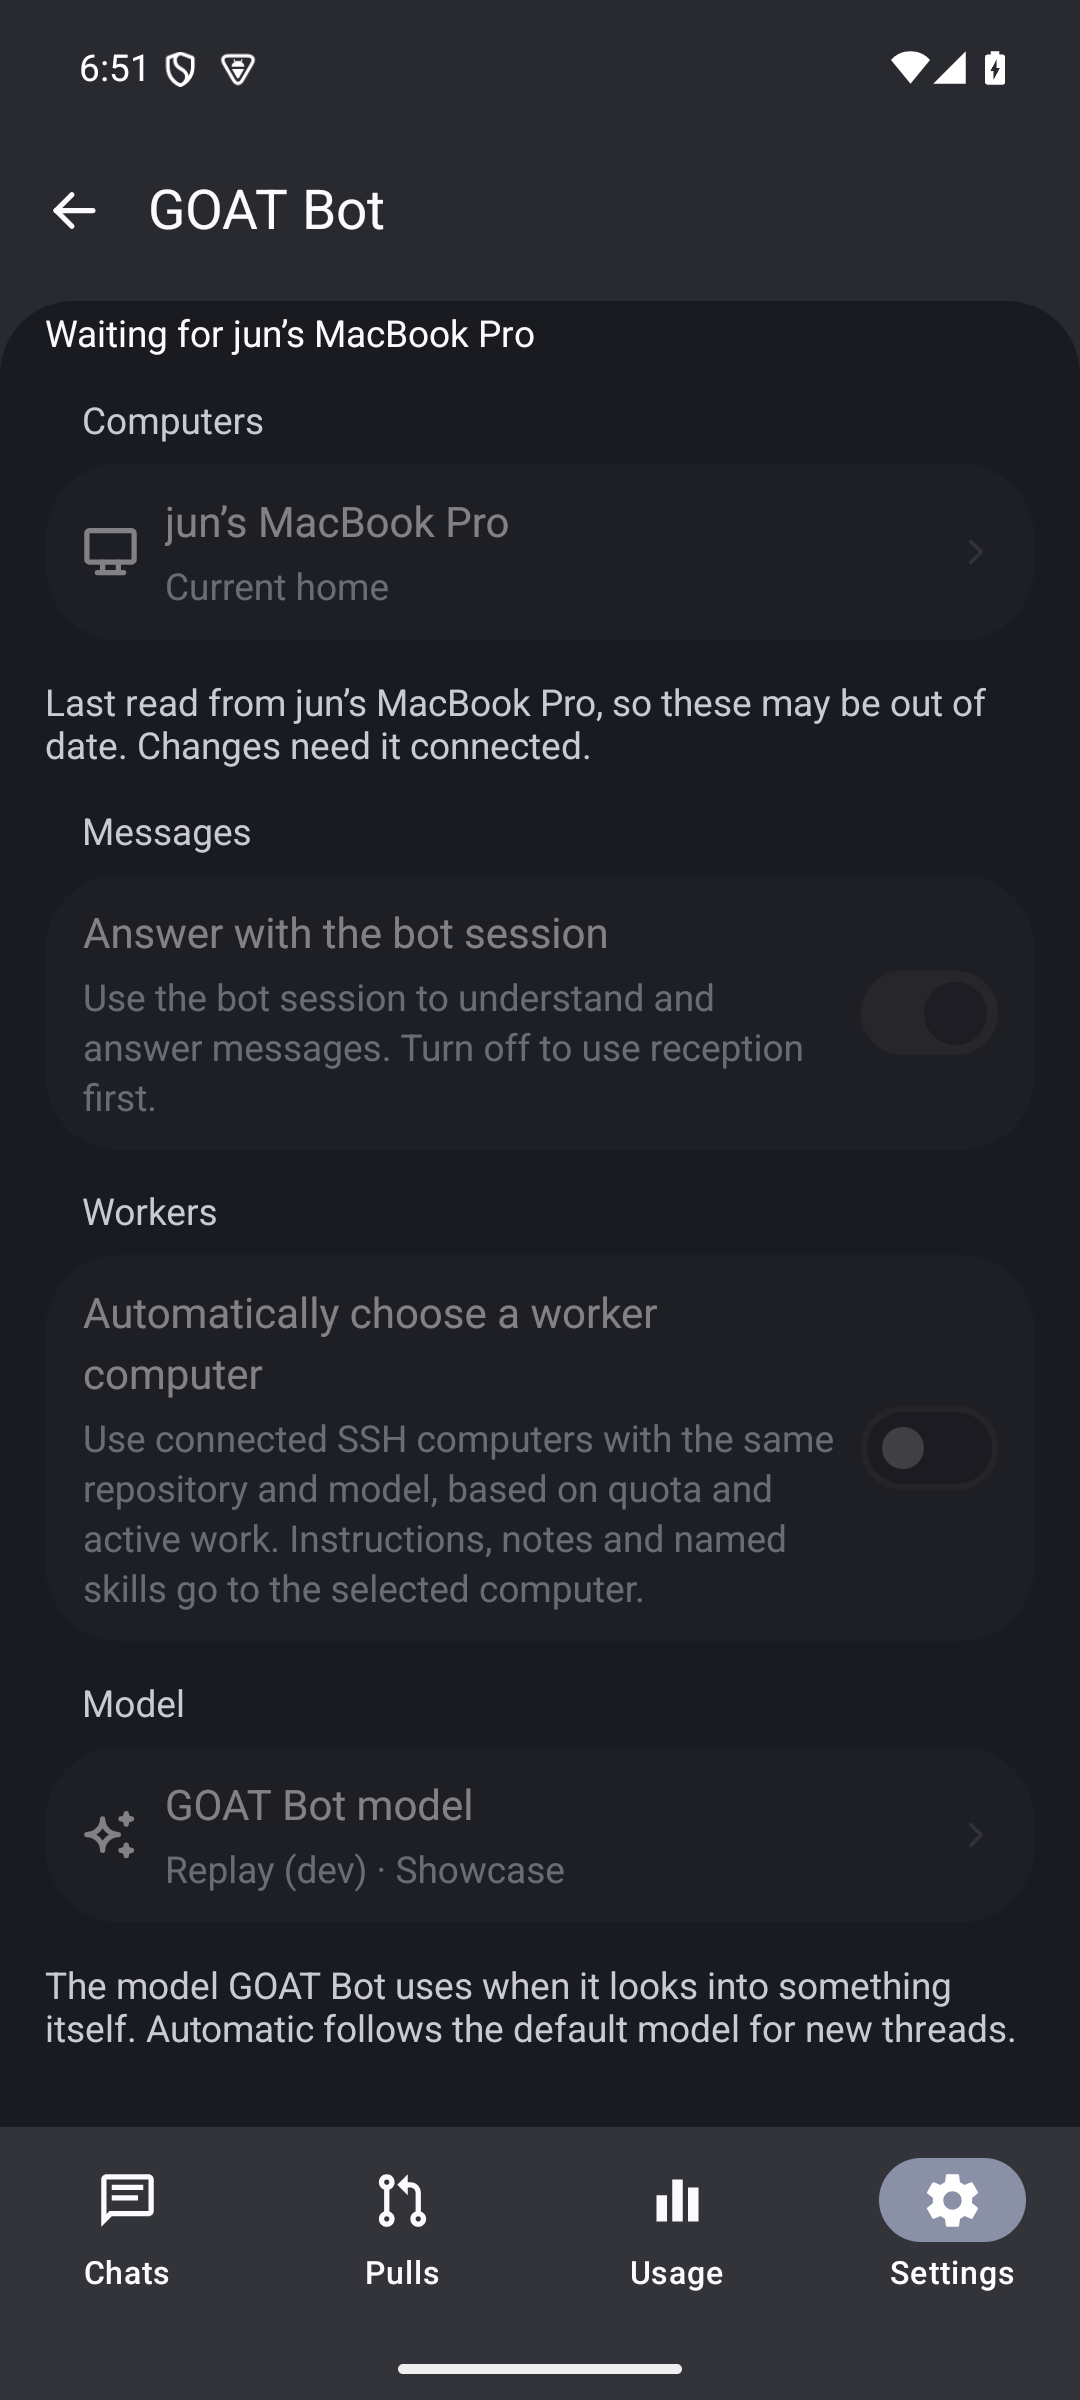 6:51
GOAT Bot
Waiting for jun’s MacBook Pro
Computers
jun’s MacBook Pro
Current home
Last read from jun’s MacBook Pro, so these may be out of
date. Changes need it connected.
Messages
Answer with the bot session
Use the bot session to understand and
answer messages. Turn off to use reception
first.
Workers
Automatically choose a worker
computer
Use connected SSH computers with the same
repository and model, based on quota and
active work. Instructions, notes and named
skills go to the selected computer.
Model
GOAT Bot model
Replay (dev) · Showcase
The model GOAT Bot uses when it looks into something
itself. Automatic follows the default model for new threads.
Chats
Pulls
Usage
Settings